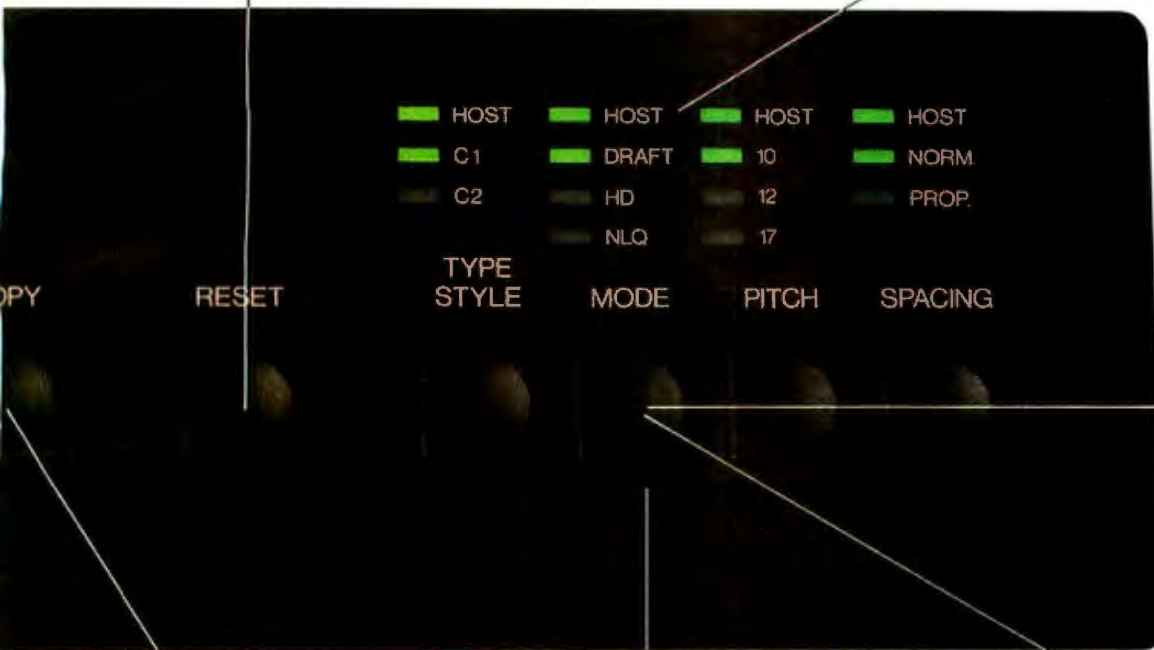 HOST HOST HOST HOST
C1 DRAFT 10 NORM.
C2 HD 12 PROP.
NLQ 17
TYPE
OPY RESET STYLE MODE PITCH SPACING